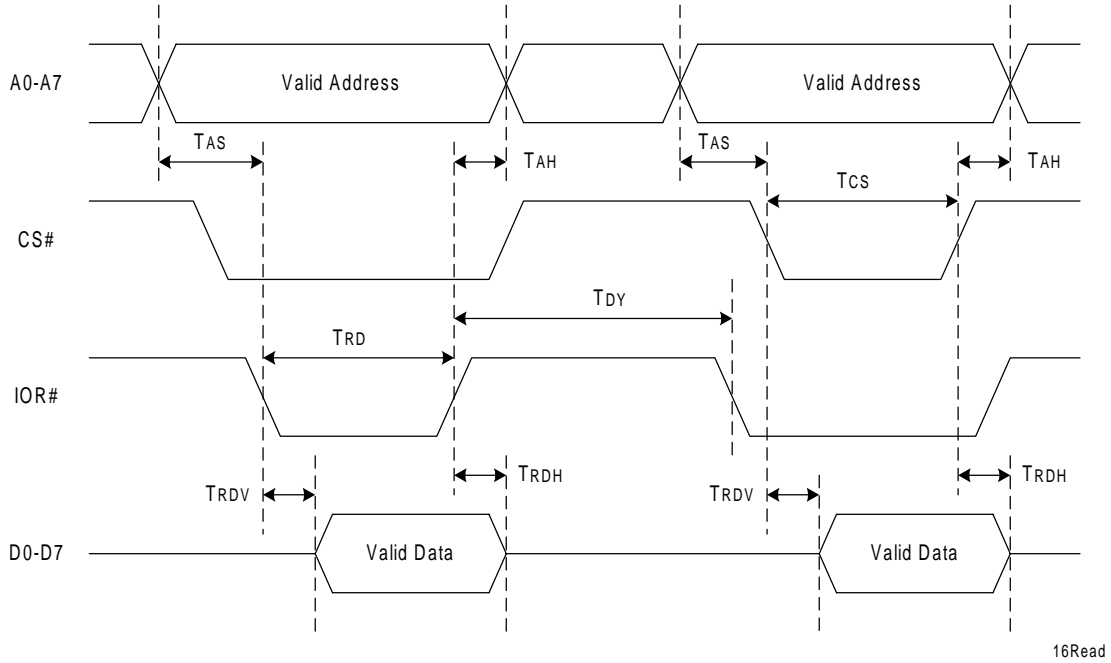 A0-A7
Valid Address
Valid Address
TAS
TAH
TAS
TAH
TCS
CS#
TDY
TRD
IOR#
TRDV
TRDH
TRDV
TRDH
D0-D7
Valid Data
Valid Data
16Read